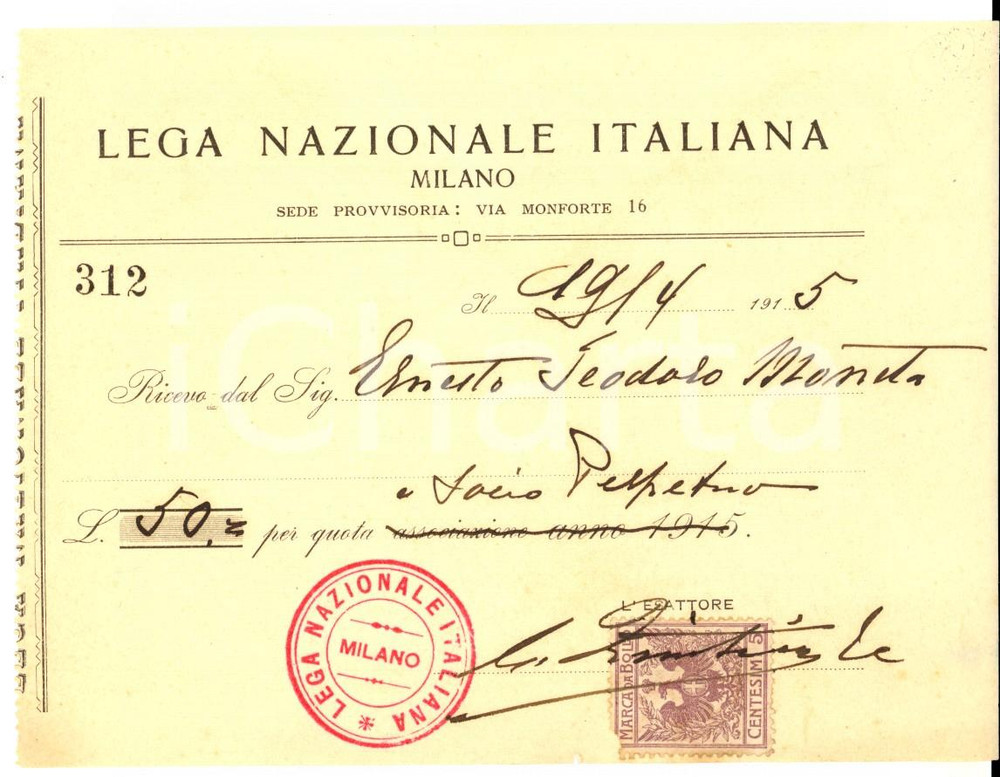 LEGA NAZIONALE ITALIANA
MILANO
SEDE PROVVISORIA: VIA MONFORTE 16
312
Il 19/4 1915
Ricevo dal Sig. Ernesto Teodoro Moneta
a Socio Perpetuo
L. 50,= per quota associazione anno 1915.
L'ESATTORE
LEGA NAZIONALE ITALIANA
MILANO
MARCA DA BOLLO
CENTESIMI 5
iCharta